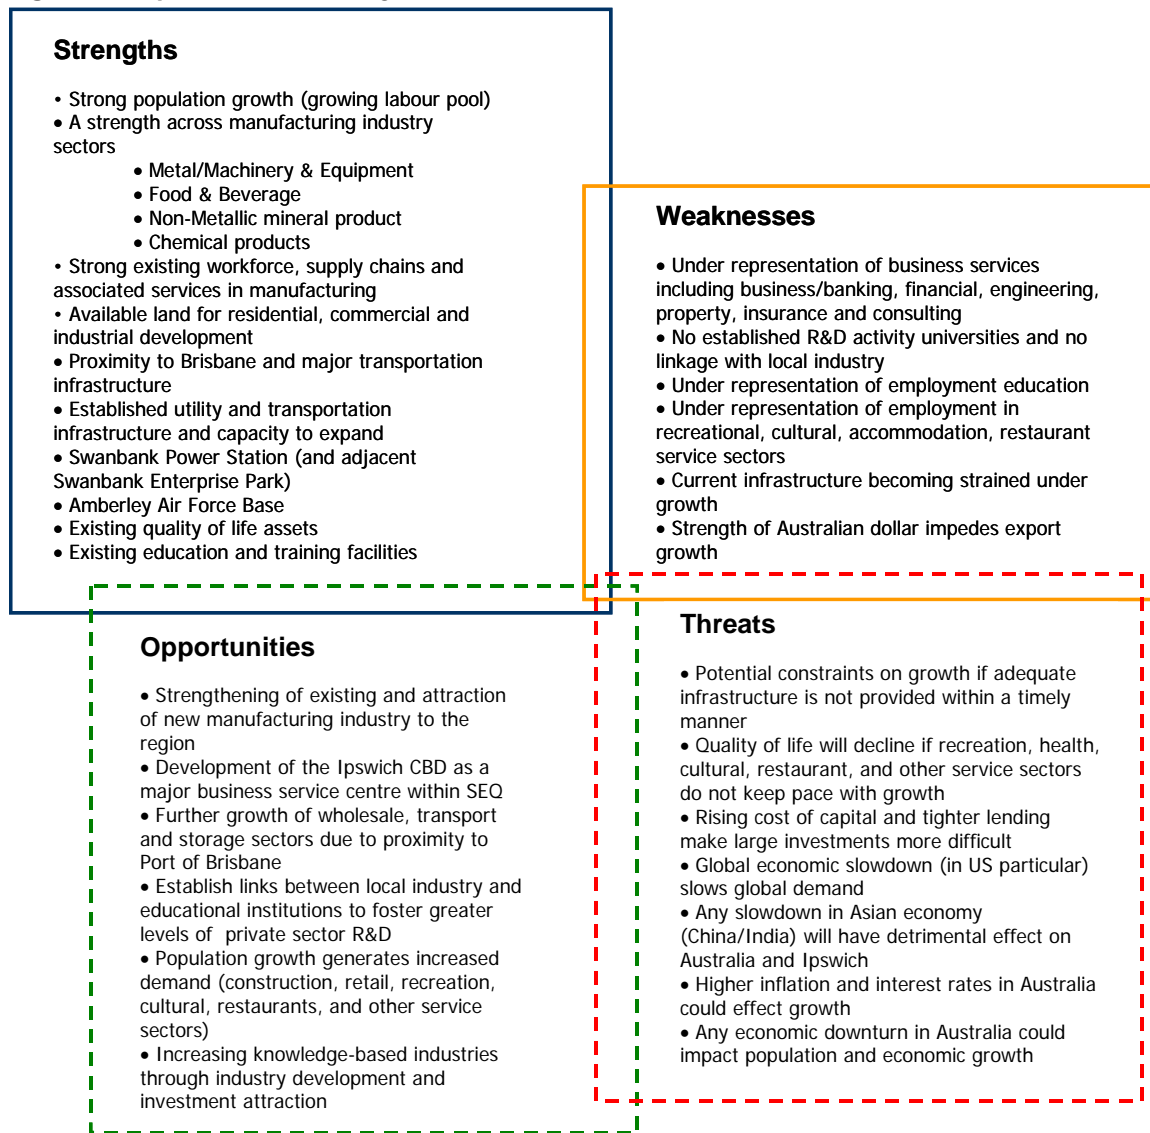 Strengths
• Strong population growth (growing labour pool)
• A strength across manufacturing industry
sectors
• Metal/Machinery & Equipment
• Food & Beverage
• Non-Metallic mineral product
• Chemical products
• Strong existing workforce, supply chains and
associated services in manufacturing
• Available land for residential, commercial and
industrial development
• Proximity to Brisbane and major transportation
infrastructure
• Established utility and transportation
infrastructure and capacity to expand
• Swanbank Power Station (and adjacent
Swanbank Enterprise Park)
• Amberley Air Force Base
• Existing quality of life assets
• Existing education and training facilities
Weaknesses
• Under representation of business services
including business/banking, financial, engineering,
property, insurance and consulting
• No established R&D activity universities and no
linkage with local industry
• Under representation of employment education
• Under representation of employment in
recreational, cultural, accommodation, restaurant
service sectors
• Current infrastructure becoming strained under
growth
• Strength of Australian dollar impedes export
growth
Opportunities
• Strengthening of existing and attraction
of new manufacturing industry to the
region
• Development of the Ipswich CBD as a
major business service centre within SEQ
• Further growth of wholesale, transport
and storage sectors due to proximity to
Port of Brisbane
• Establish links between local industry and
educational institutions to foster greater
levels of private sector R&D
• Population growth generates increased
demand (construction, retail, recreation,
cultural, restaurants, and other service
sectors)
• Increasing knowledge-based industries
through industry development and
investment attraction
Threats
• Potential constraints on growth if adequate
infrastructure is not provided within a timely
manner
• Quality of life will decline if recreation, health,
cultural, restaurant, and other service sectors
do not keep pace with growth
• Rising cost of capital and tighter lending
make large investments more difficult
• Global economic slowdown (in US particular)
slows global demand
• Any slowdown in Asian economy
(China/India) will have detrimental effect on
Australia and Ipswich
• Higher inflation and interest rates in Australia
could effect growth
• Any economic downturn in Australia could
impact population and economic growth